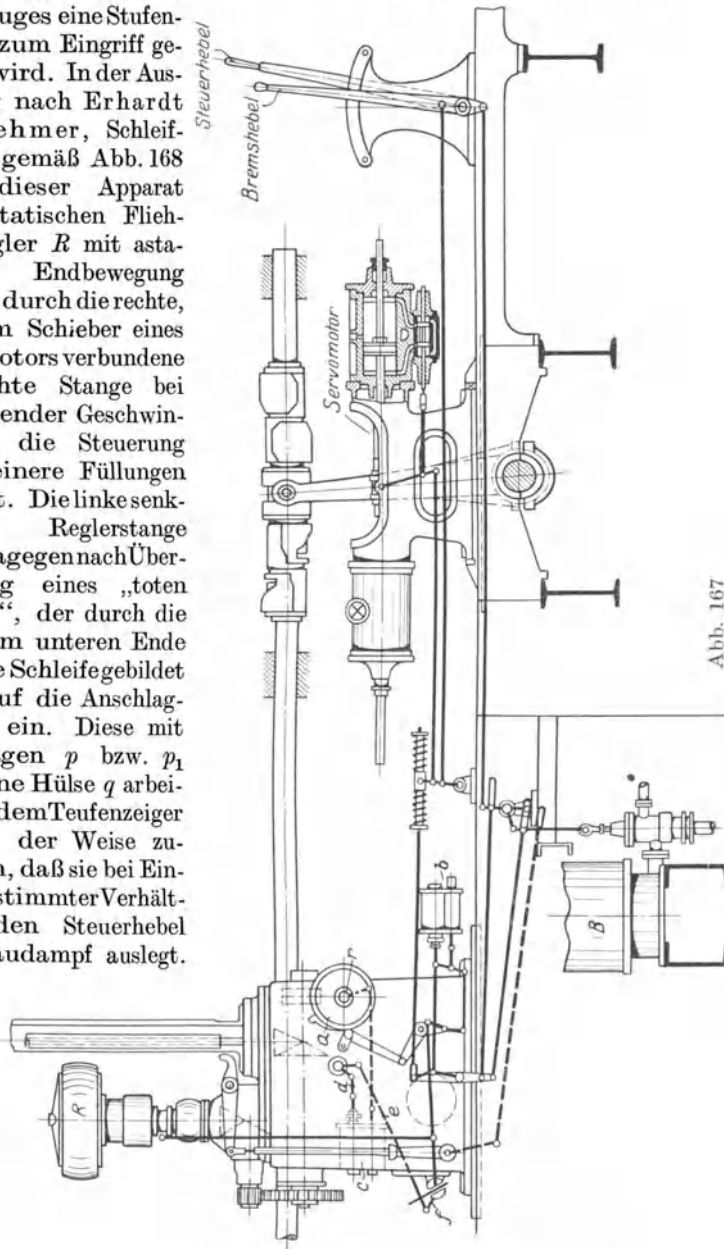 uges eine Stufen-
zum Eingriff ge-
wird. In der Aus-
nach Erhardt
ehmer, Schleif-
gemäß Abb. 168
dieser Apparat
tatischen Flieh-
gler R mit asta-
Endbewegung
durch die rechte,
m Schieber eines
otors verbundene
hte Stange bei
ender Geschwin-
die Steuerung
einere Füllungen
t. Die linke senk-
Reglerstange
agegen nach Über-
g eines „toten
“, der durch die
m unteren Ende
e Schleife gebildet
uf die Anschlag-
ein. Diese mit
gen p bzw. p₁
ne Hülse q arbei-
dem Teufenzeiger
der Weise zu-
n, daß sie bei Ein-
stimmter Verhält-
den Steuerhebel
audampf auslegt.
Steuerhebel
Bremshebel
Servomotor
R
a
r
b
d
c
e
f
B
Abb. 167